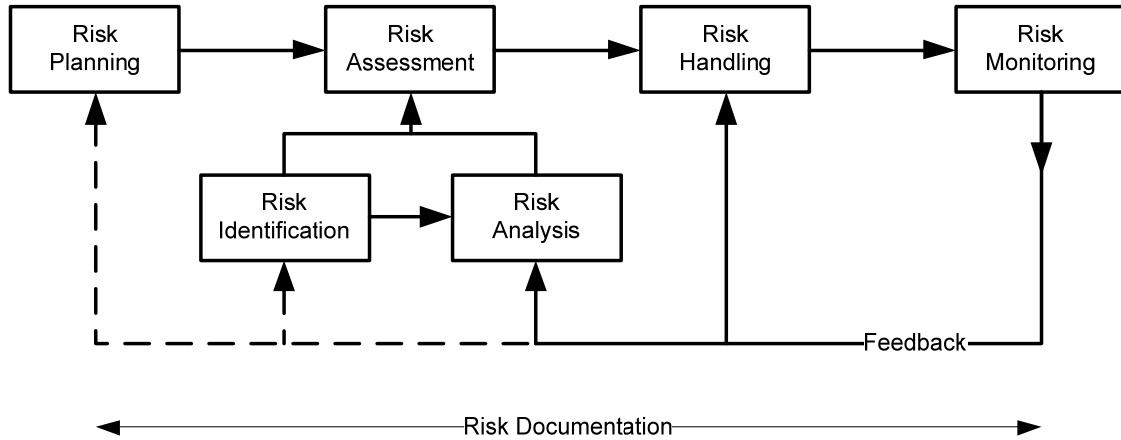 Risk
Planning
Risk
Assessment
Risk
Handling
Risk
Monitoring
Risk
Identification
Risk
Analysis
Feedback
Risk Documentation